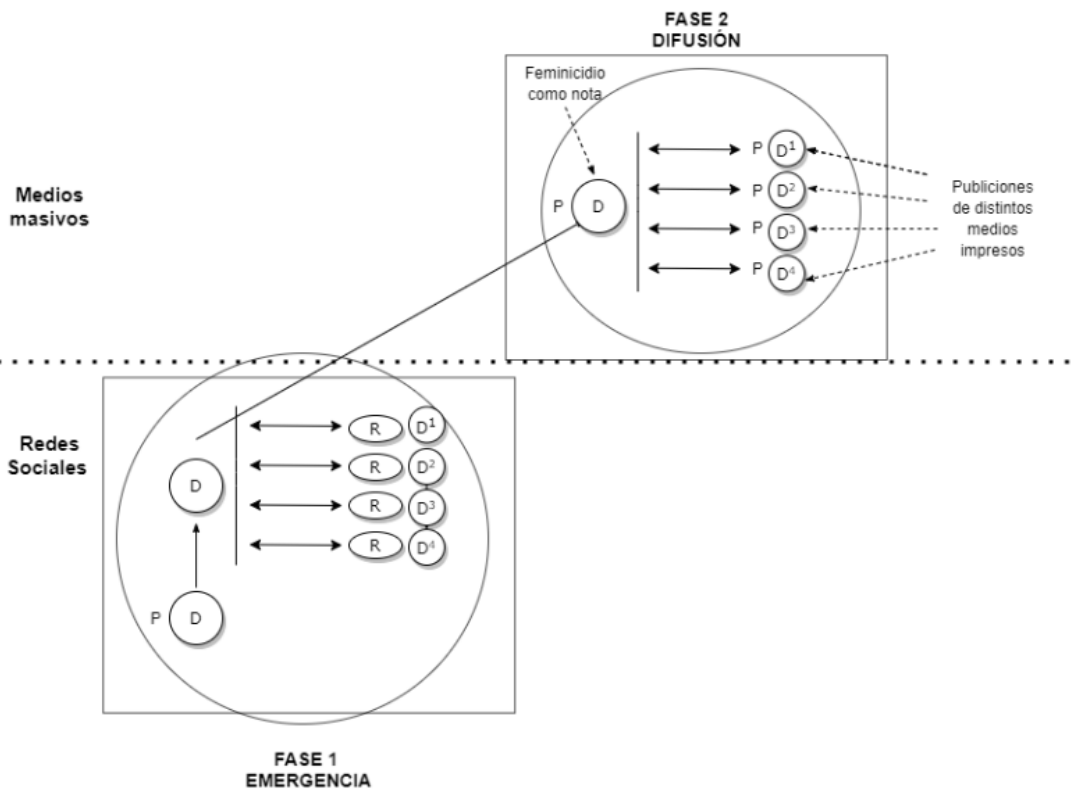 FASE 2
DIFUSIÓN
Feminicidio
como nota
P D
P D1
P D2
P D3
P D4
Publiciones
de distintos
medios
impresos
Medios
masivos
Redes
Sociales
D
R D1
R D2
R D3
R D4
P D
FASE 1
EMERGENCIA